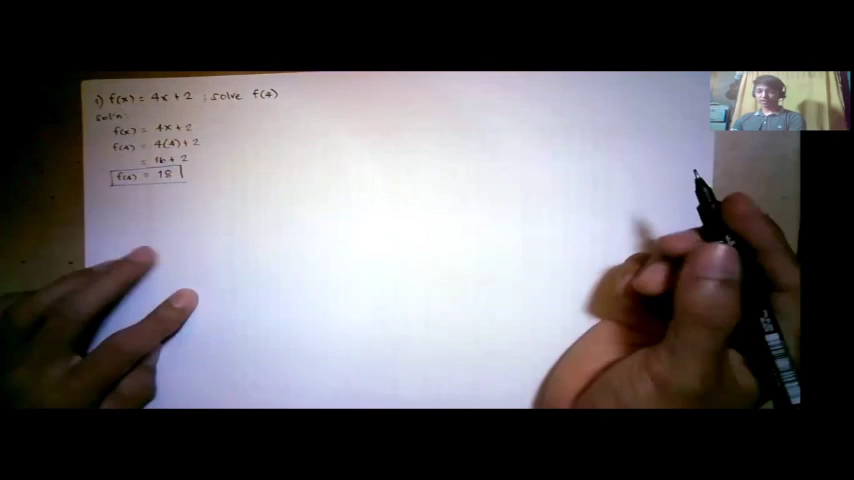 1) f(x) = 4x + 2 ; solve f(4)
sol'n:
f(x) = 4x + 2
f(4) = 4(4) + 2
= 16 + 2
f(4) = 18